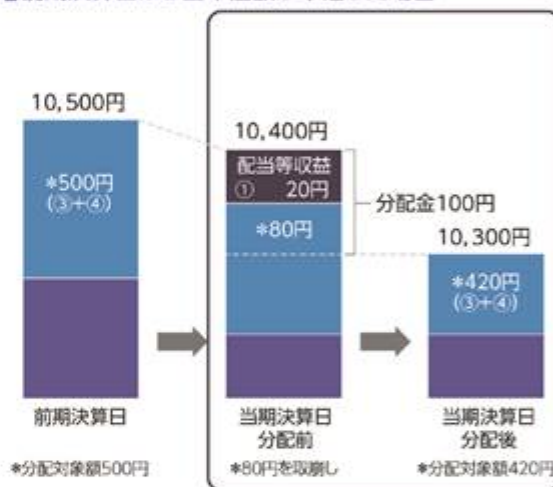 10,500円
*500円
(③+④)
前期決算日
*分配対象額500円
10,400円
配当等収益
① 20円
*80円
当期決算日
分配前
*80円を取崩し
分配金100円
10,300円
*420円
(③+④)
当期決算日
分配後
*分配対象額420円